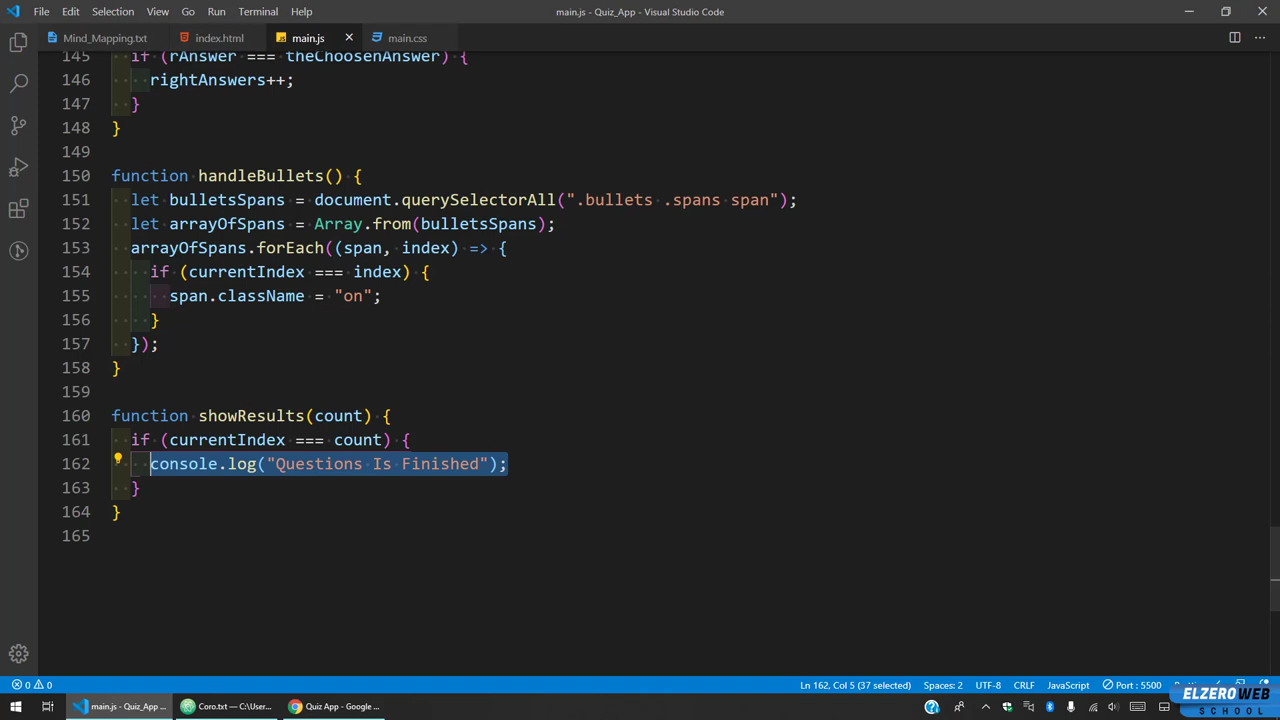 File Edit Selection View Go Run Terminal Help
main.js - Quiz_App - Visual Studio Code
Mind_Mapping.txt index.html main.js main.css
145 if (rAnswer === theChoosenAnswer) {
146 rightAnswers++;
147 }
148 }
149
150 function handleBullets() {
151 let bulletsSpans = document.querySelectorAll(".bullets .spans span");
152 let arrayOfSpans = Array.from(bulletsSpans);
153 arrayOfSpans.forEach((span, index) => {
154 if (currentIndex === index) {
155 span.className = "on";
156 }
157 });
158 }
159
160 function showResults(count) {
161 if (currentIndex === count) {
162 console.log("Questions Is Finished");
163 }
164 }
165
0 0 Ln 162, Col 5 (37 selected) Spaces: 2 UTF-8 CRLF JavaScript Port : 5500
main.js - Quiz_App ... Coro.txt — C:\User... Quiz App - Google ...
ELZEROWEB
SCHOOL